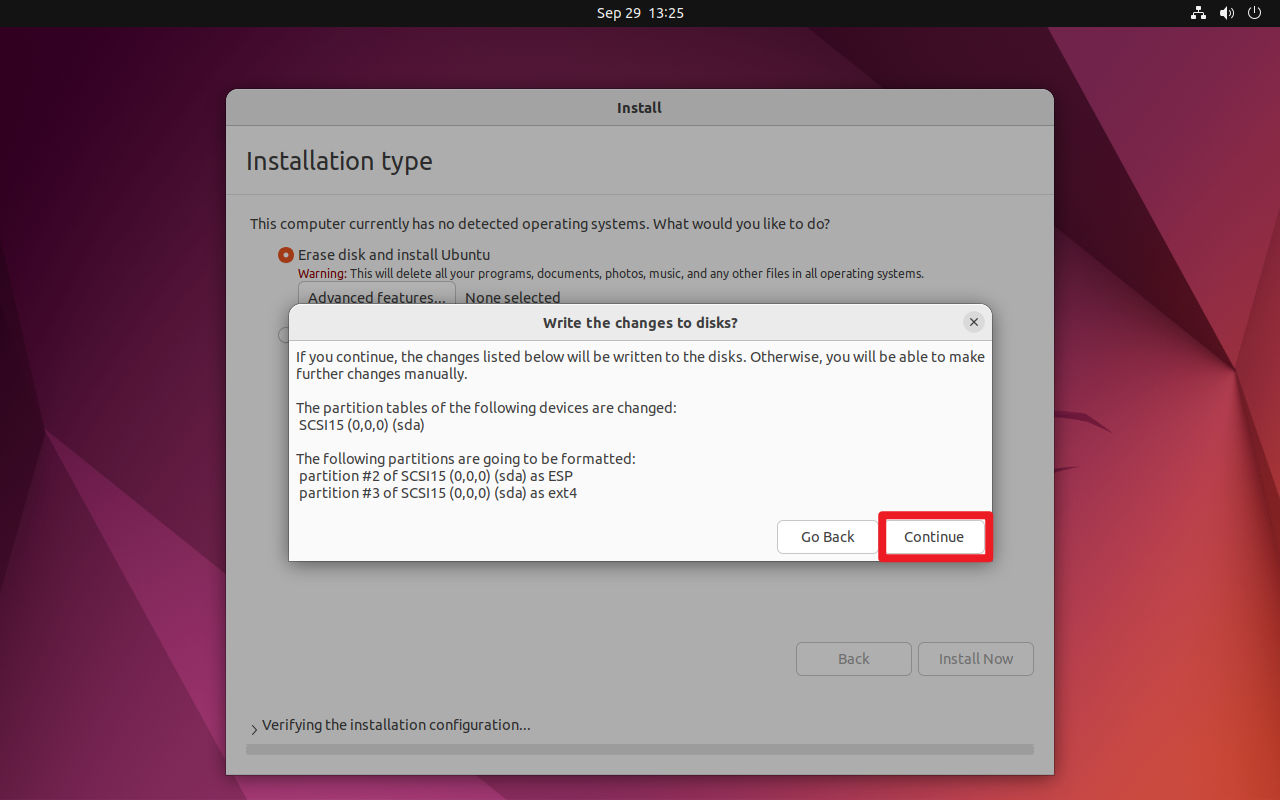 Sep 29 13:25
Install
Installation type
This computer currently has no detected operating systems. What would you like to do?
Erase disk and install Ubuntu
Warning: This will delete all your programs, documents, photos, music, and any other files in all operating systems.
Advanced features... None selected
Write the changes to disks?
If you continue, the changes listed below will be written to the disks. Otherwise, you will be able to make
further changes manually.
The partition tables of the following devices are changed:
SCSI15 (0,0,0) (sda)
The following partitions are going to be formatted:
partition #2 of SCSI15 (0,0,0) (sda) as ESP
partition #3 of SCSI15 (0,0,0) (sda) as ext4
Go Back Continue
Back Install Now
Verifying the installation configuration...